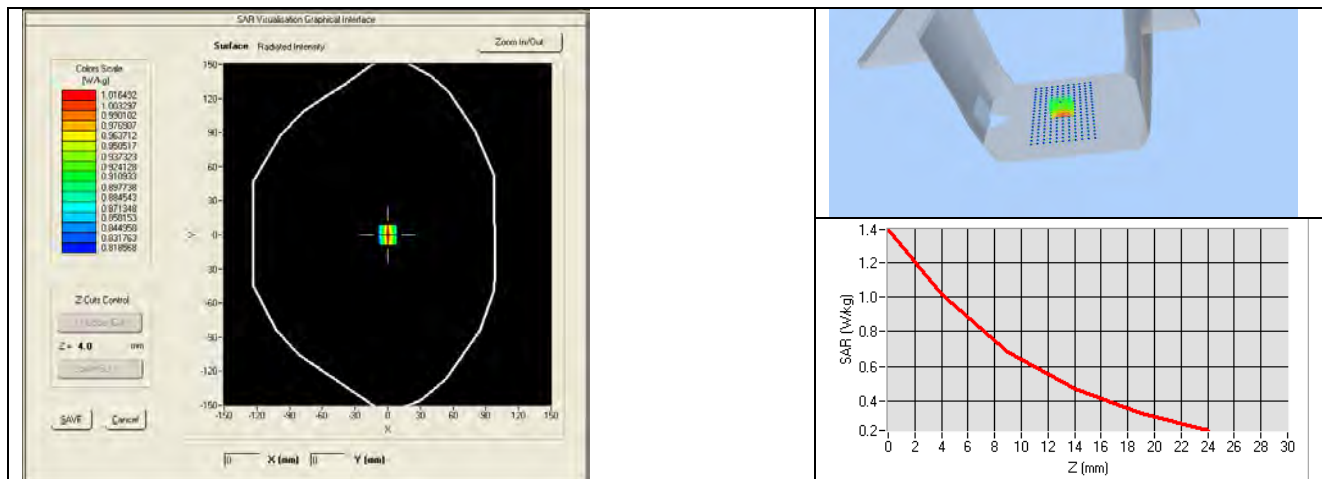 SAR Visualisation Graphical Interface
Surface Radiated Intensity
Zoom In/Out
Colors Scale
(W/kg)
1.016492
1.003297
0.990102
0.976907
0.963712
0.950517
0.937323
0.924128
0.910933
0.897738
0.884543
0.871348
0.858153
0.844958
0.831763
0.818568
150
120
90
60
30
0
-30
-60
-90
-120
-150
Y
-150 -120 -90 -60 -30 0 30 60 90 120 150
X
Z Cuts Control
Z = 4.0 mm
SAVE Cancel
0 X (mm) 0 Y (mm)
SAR (W/kg)
1.4
1.2
1.0
0.8
0.6
0.4
0.2
0 2 4 6 8 10 12 14 16 18 20 22 24 26 28 30
Z (mm)